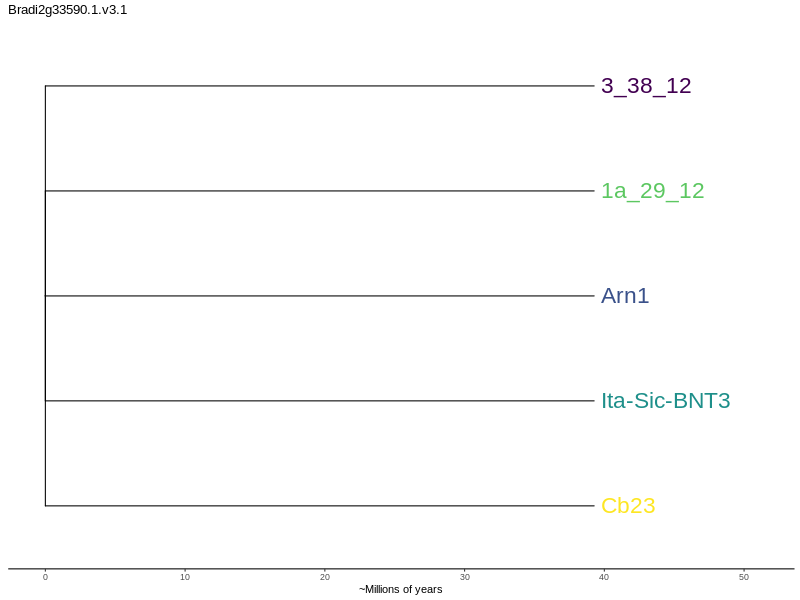 Bradi2g33590.1.v3.1
3_38_12
1a_29_12
Arn1
Ita-Sic-BNT3
Cb23
0 10 20 30 40 50
~Millions of years